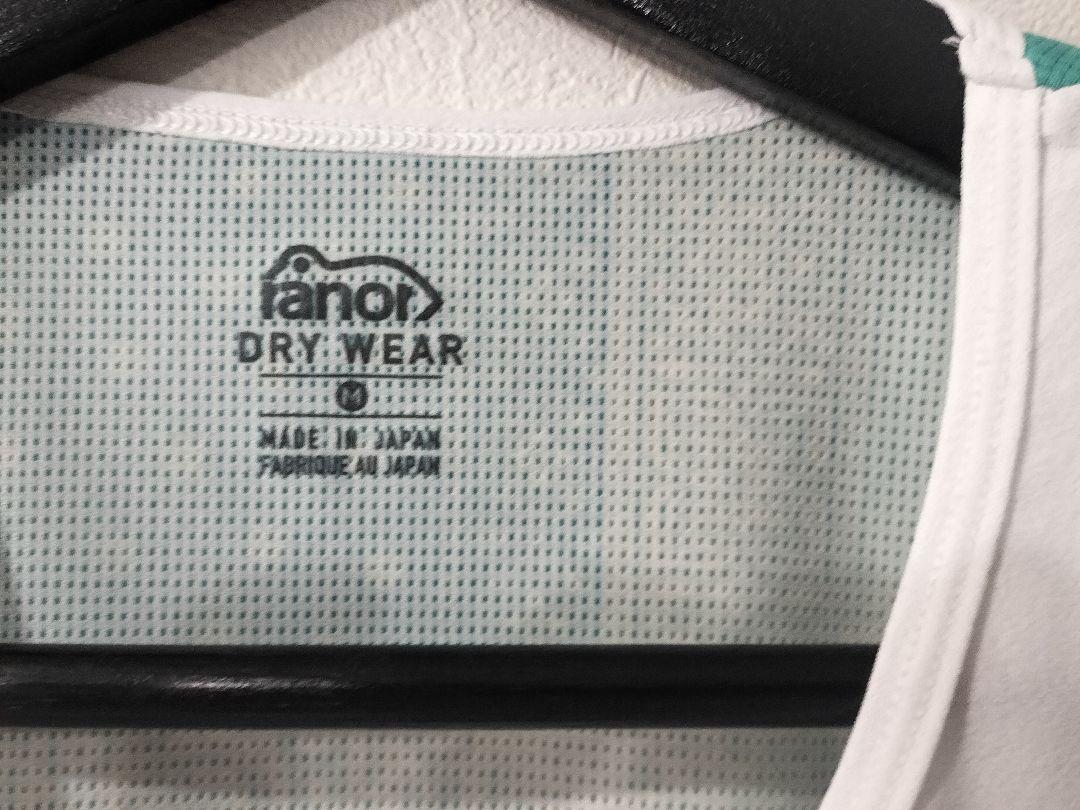 ranor
DRY WEAR
M
MADE IN JAPAN
FABRIQUE AU JAPAN